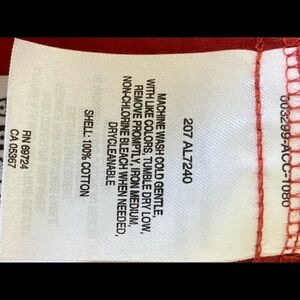 003299-ACC-1080
207 AL7240
MACHINE WASH COLD GENTLE,
WITH LIKE COLORS, TUMBLE DRY LOW,
REMOVE PROMPTLY, IRON MEDIUM,
NON-CHLORINE BLEACH WHEN NEEDED,
DRYCLEANABLE
SHELL: 100% COTTON
RN 69724
CA 05367